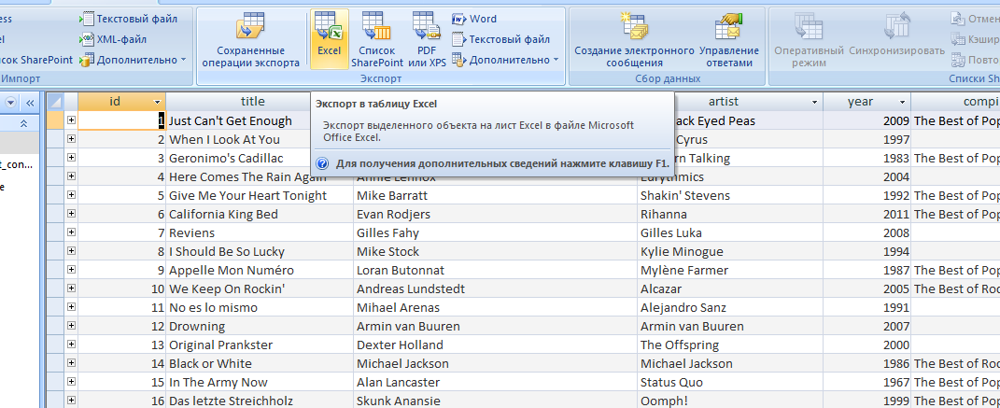 ess
Текстовый файл
el
XML-файл
сок SharePoint
Дополнительно
Импорт
Сохраненные операции экспорта
Excel
Список SharePoint
PDF или XPS
Word
Текстовый файл
Дополнительно
Экспорт
Создание электронного сообщения
Управление ответами
Сбор данных
Оперативный режим
Синхронизировать
Отмен
Кэшир
Повто
Списки Sh
Экспорт в таблицу Excel
Экспорт выделенного объекта на лист Excel в файле Microsoft
Office Excel.
Для получения дополнительных сведений нажмите клавишу F1.
t_con...
e
id title artist year compi
1 Just Can't Get Enough ack Eyed Peas 2009 The Best of Pop
2 When I Look At You Cyrus 1997
3 Geronimo's Cadillac rn Talking 1983 The Best of Pop
4 Here Comes The Rain Again Annie Lennox Eurythmics 2004
5 Give Me Your Heart Tonight Mike Barratt Shakin' Stevens 1992 The Best of Pop
6 California King Bed Evan Rodjers Rihanna 2011 The Best of Pop
7 Reviens Gilles Fahy Gilles Luka 2008
8 I Should Be So Lucky Mike Stock Kylie Minogue 1994
9 Appelle Mon Numéro Loran Butonnat Mylène Farmer 1987 The Best of Pop
10 We Keep On Rockin' Andreas Lundstedt Alcazar 2005 The Best of Roc
11 No es lo mismo Mihael Arenas Alejandro Sanz 1991
12 Drowning Armin van Buuren Armin van Buuren 2007
13 Original Prankster Dexter Holland The Offspring 2000
14 Black or White Michael Jackson Michael Jackson 1986 The Best of Roc
15 In The Army Now Alan Lancaster Status Quo 1967 The Best of Pop
16 Das letzte Streichholz Skunk Anansie Oomph! 1999 The Best of Roc